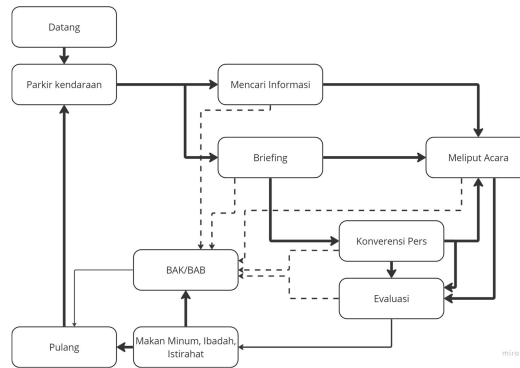 Datang
Parkir kendaraan
Mencari Informasi
Briefing
Meliput Acara
Konverensi Pers
BAK/BAB
Evaluasi
Pulang
Makan Minum, Ibadah,
Istirahat
miro